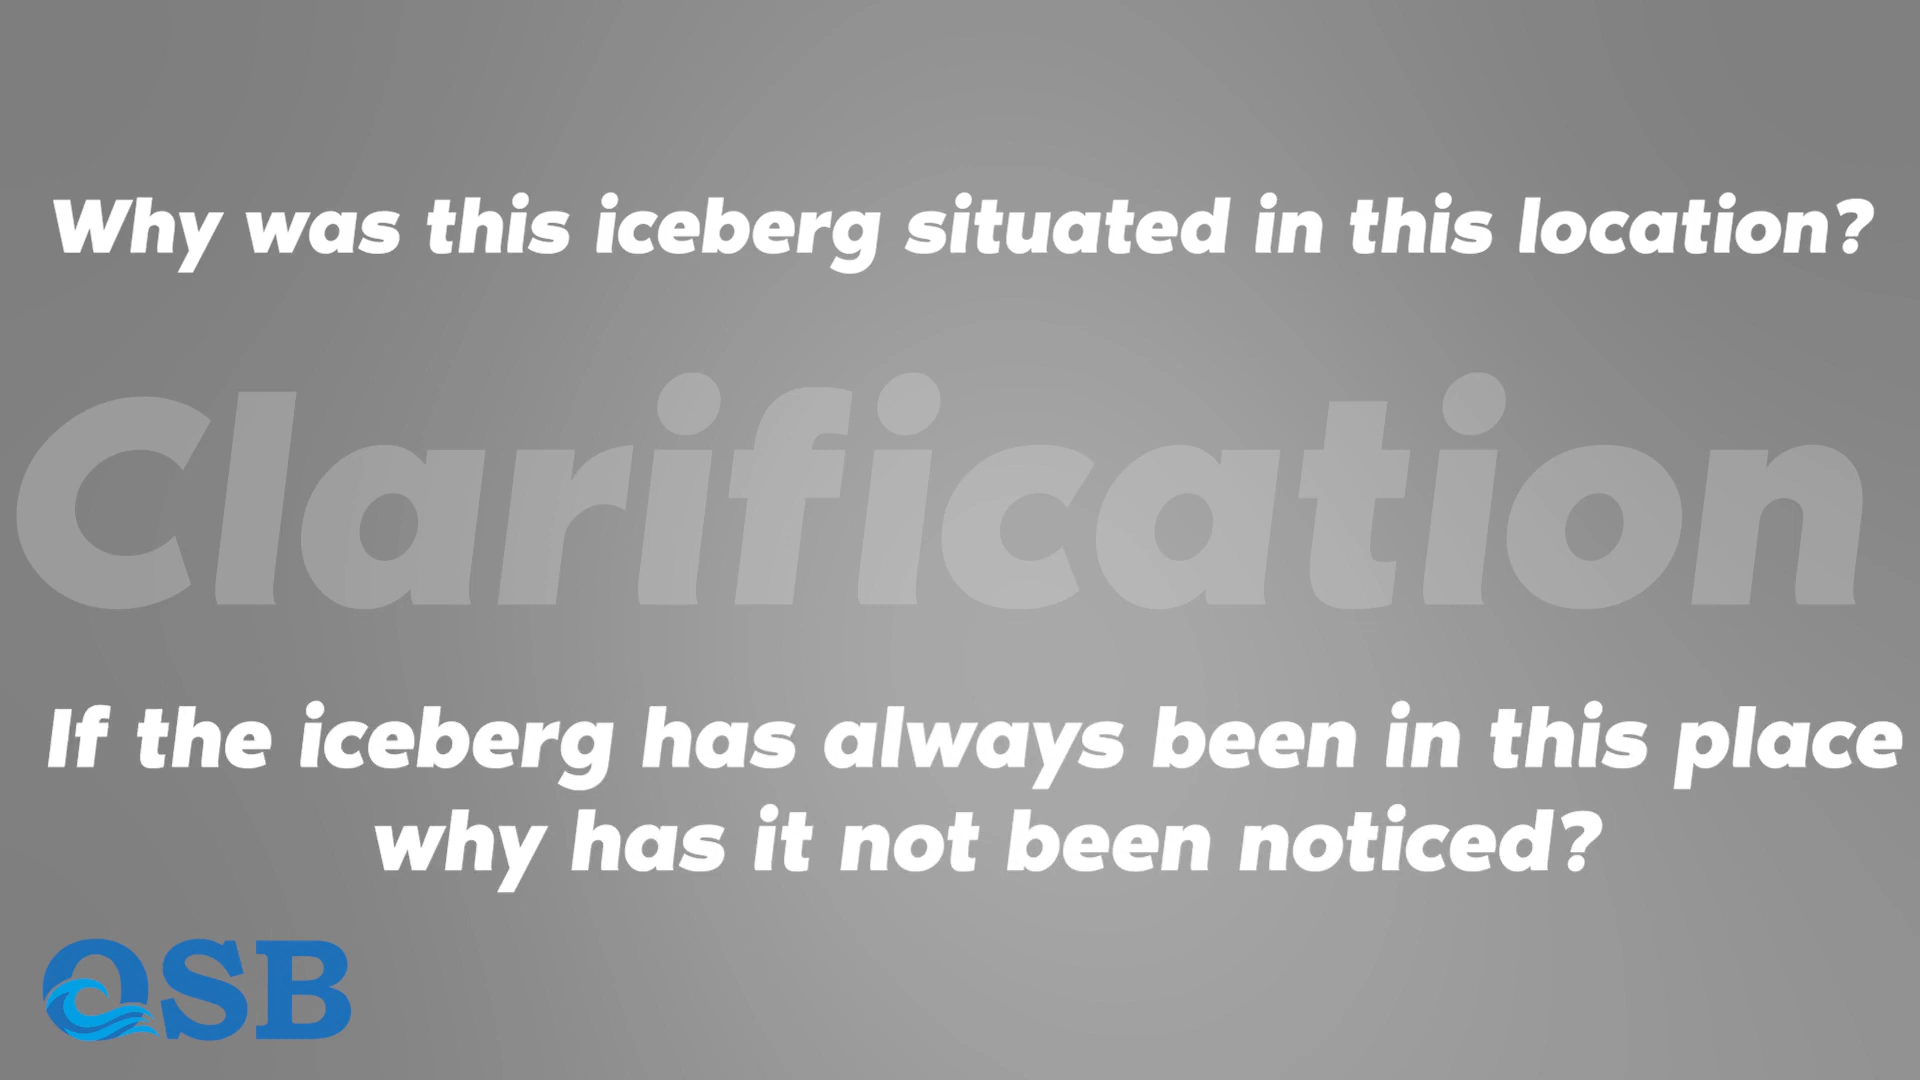 Why was this iceberg situated in this location?
Clarification
If the iceberg has always been in this place
why has it not been noticed?
OSB